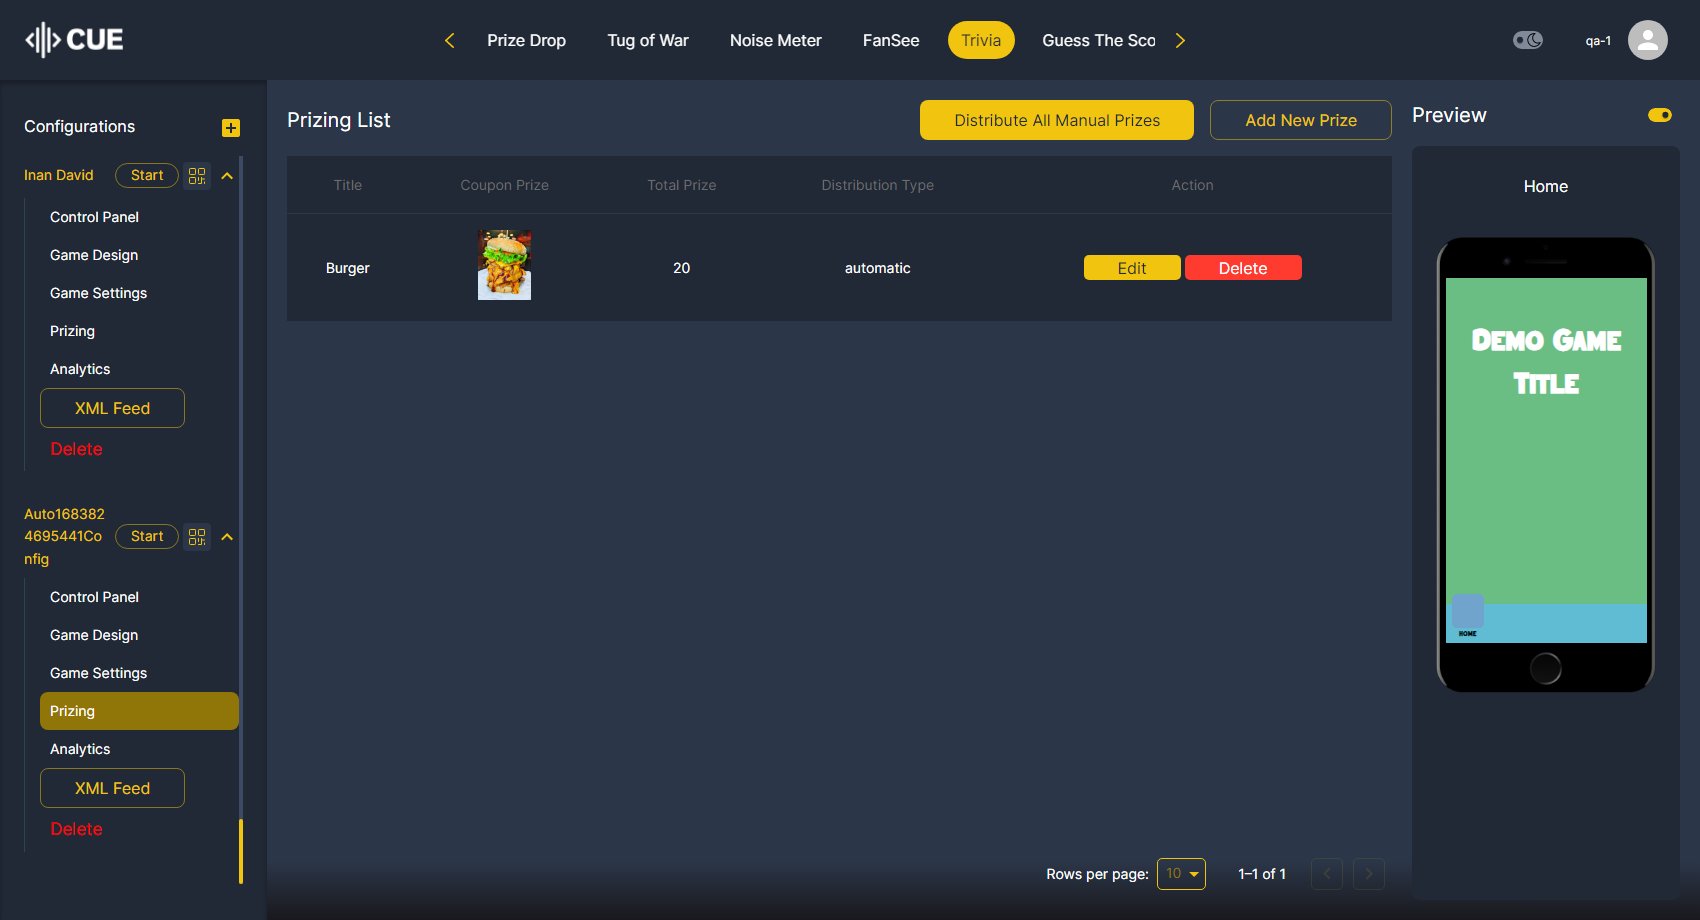 CUE
Prize Drop
Tug of War
Noise Meter
FanSee
Trivia
Guess The Sco
qa-1
Configurations
Inan David
Start
Control Panel
Game Design
Game Settings
Prizing
Analytics
XML Feed
Delete
Auto168382
4695441Co
nfig
Start
Control Panel
Game Design
Game Settings
Prizing
Analytics
XML Feed
Delete
Prizing List
Distribute All Manual Prizes
Add New Prize
Title Coupon Prize Total Prize Distribution Type Action
Burger 20 automatic Edit Delete
Rows per page: 10 1–1 of 1
Preview
Home
Demo Game
Title
HOME